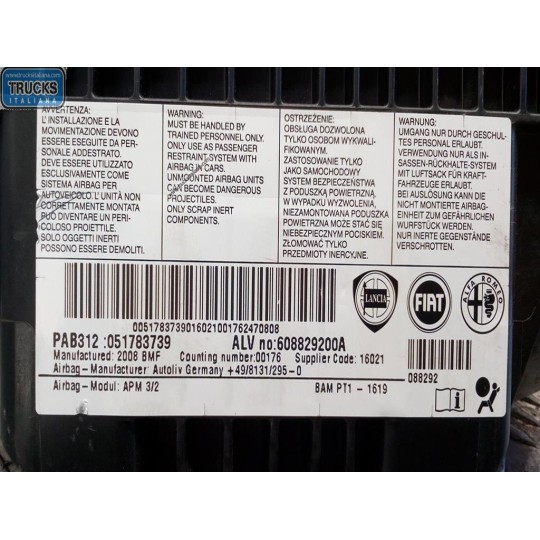 www.trucksitaliana.com
TRUCKS
ITALIANA
AVVERTENZA:
L'INSTALLAZIONE E LA
MOVIMENTAZIONE DEVONO
ESSERE ESEGUITE DA PER-
SONALE ADDESTRATO.
DEVE ESSERE UTILIZZATO
ESCLUSIVAMENTE COME
SISTEMA AIRBAG PER
AUTOVEICOLO. L'UNITÀ NON
CORRETTAMENTE MONTATA
PUÒ DIVENTARE UN PERI-
COLOSO PROIETTILE.
SOLO OGGETTI INERTI
POSSONO ESSERE DEMOLITI.
WARNING:
MUST BE HANDLED BY
TRAINED PERSONNEL ONLY.
ONLY USE AS PASSENGER
RESTRAINT SYSTEM WITH
AIRBAG IN CARS.
UNMOUNTED AIRBAG UNITS
CAN BECOME DANGEROUS
PROJECTILES.
ONLY SCRAP INERT
COMPONENTS.
OSTRZEŻENIE:
OBSŁUGA DOZWOLONA
TYLKO OSOBOM WYKWALI-
FIKOWANYM.
ZASTOSOWANIE TYLKO
JAKO SAMOCHODOWY
SYSTEM BEZPIECZEŃSTWA
Z PODUSZKĄ POWIETRZNĄ.
W WYPADKU WYZWOLENIA,
NIEZAMONTOWANA PODUSZKA
POWIETRZNA MOŻE STAĆ SIĘ
NIEBEZPIECZNYM POCISKIEM.
ZŁOMOWAĆ TYLKO
PRZEDMIOTY INERCYJNE.
WARNUNG:
UMGANG NUR DURCH GESCHUL-
TES PERSONAL ERLAUBT.
VERWENDUNG NUR ALS IN-
SASSEN-RÜCKHALTE-SYSTEM
MIT LUFTSACK FÜR KRAFT-
FAHRZEUGE ERLAUBT.
BEI AUSLÖSUNG KANN DIE
NICHT MONTIERTE AIRBAG-
EINHEIT ZUM GEFÄHRLICHEN
WURFSTÜCK WERDEN.
NUR INERTE GEGENSTÄNDE
VERSCHROTTEN.
LANCIA
FIAT
ALFA ROMEO
0051783739016021001762470808
PAB312 :051783739 ALV no:608829200A
Manufactured: 2008 BMF Counting number:00176 Supplier Code: 16021
Airbag-Manufacturer: Autoliv Germany +49/8131/295-0
088292
Airbag-Modul: APM 3/2 BAM PT1 - 1619